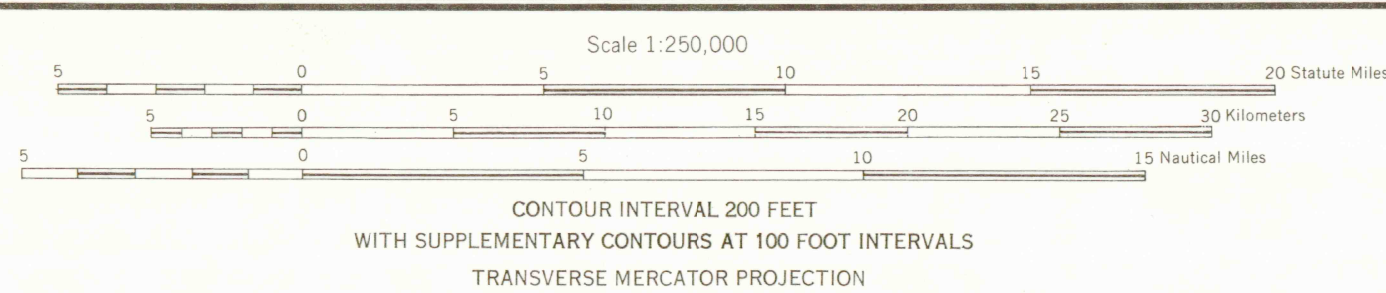 Scale 1:250,000
5 0 5 10 15 20 Statute Miles
5 0 5 10 15 20 25 30 Kilometers
5 0 5 10 15 Nautical Miles
CONTOUR INTERVAL 200 FEET
WITH SUPPLEMENTARY CONTOURS AT 100 FOOT INTERVALS
TRANSVERSE MERCATOR PROJECTION